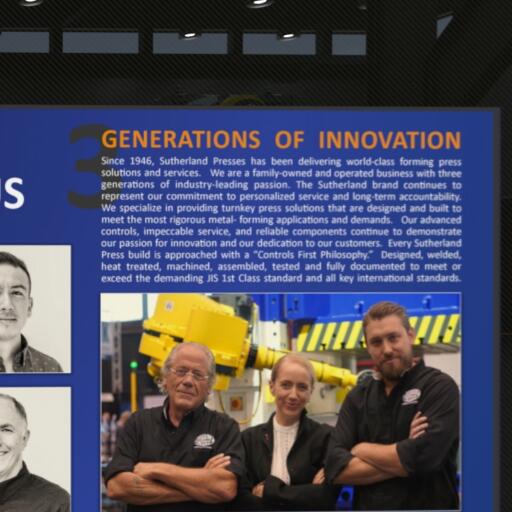 3
GENERATIONS OF INNOVATION
Since 1946, Sutherland Presses has been delivering world-class forming press
solutions and services. We are a family-owned and operated business with three
generations of industry-leading passion. The Sutherland brand continues to
represent our commitment to personalized service and long-term accountability.
We specialize in providing turnkey press solutions that are designed and built to
meet the most rigorous metal- forming applications and demands. Our advanced
controls, impeccable service, and reliable components continue to demonstrate
our passion for innovation and our dedication to our customers. Every Sutherland
Press build is approached with a "Controls First Philosophy." Designed, welded,
heat treated, machined, assembled, tested and fully documented to meet or
exceed the demanding JIS 1st Class standard and all key international standards.